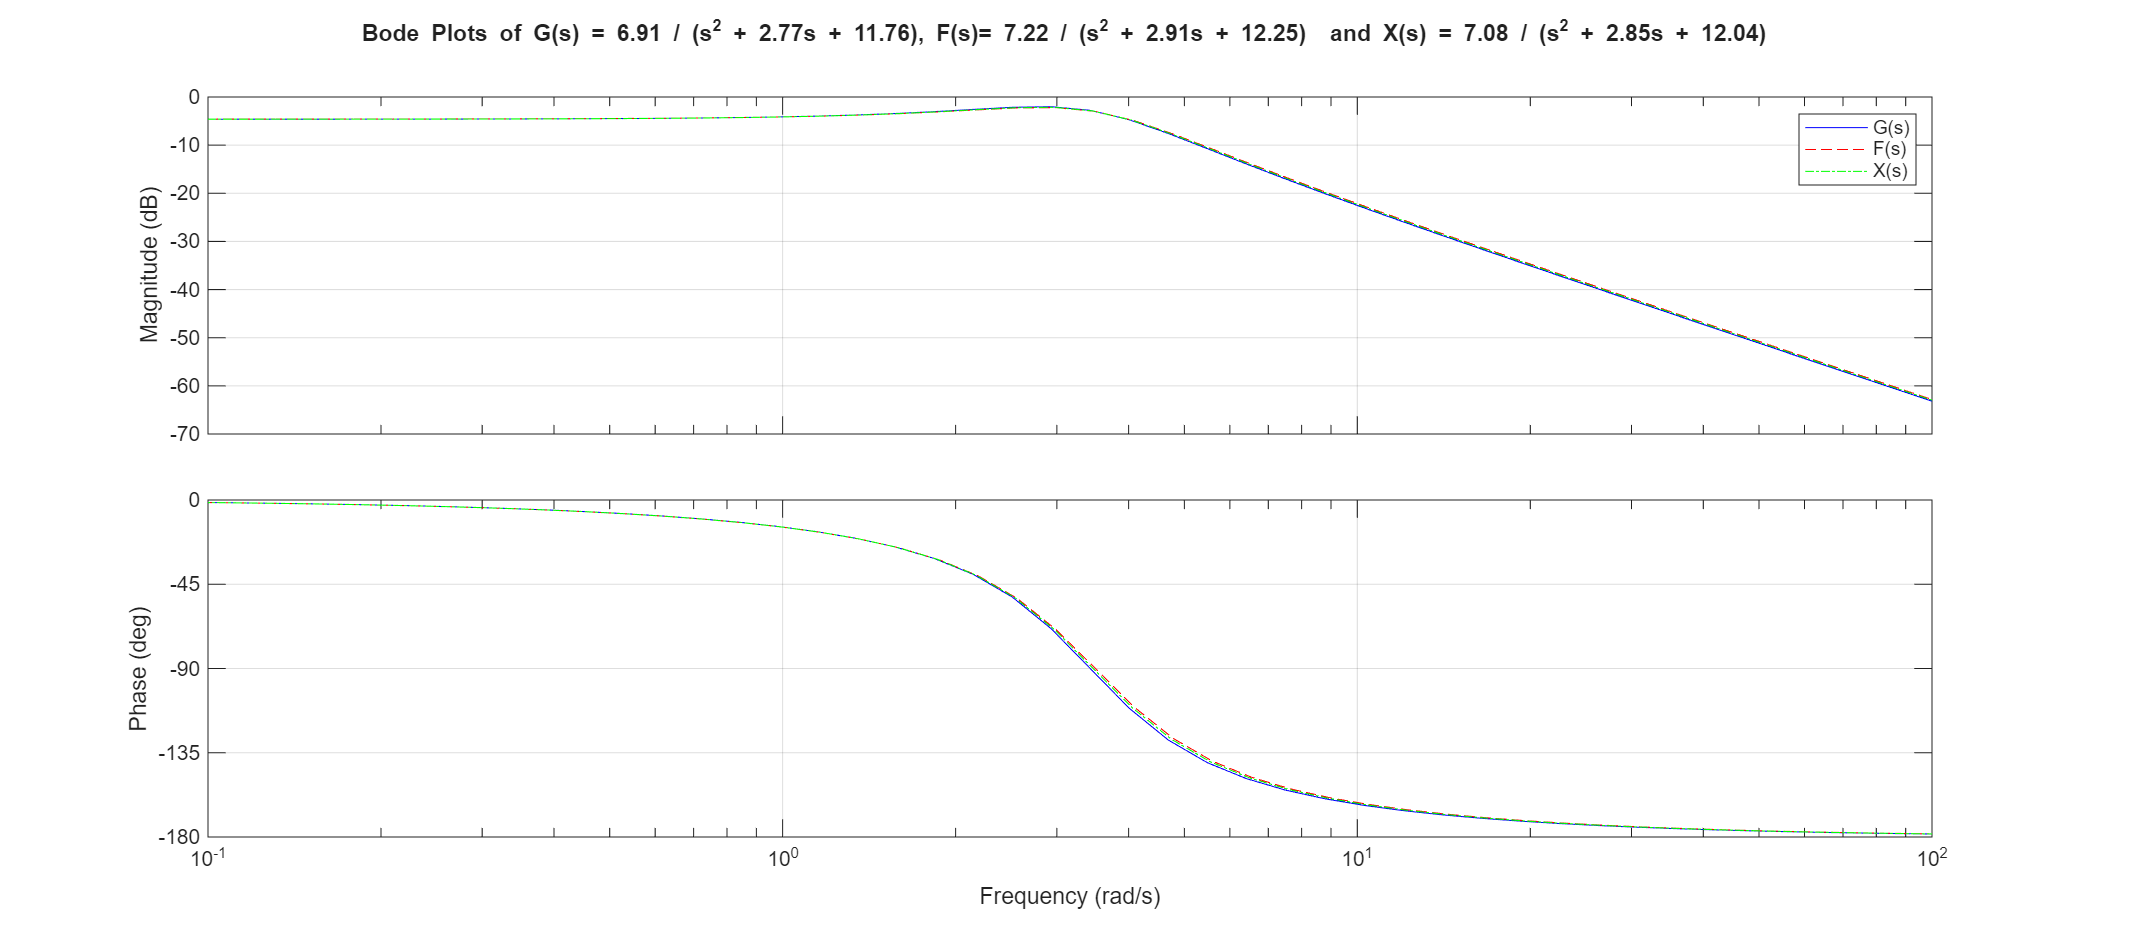 Bode Plots of G(s) = 6.91 / (s² + 2.77s + 11.76), F(s)= 7.22 / (s² + 2.91s + 12.25) and X(s) = 7.08 / (s² + 2.85s + 12.04)
0
-10
-20
-30
-40
-50
-60
-70
Magnitude (dB)
G(s)
F(s)
X(s)
0
-45
-90
-135
-180
Phase (deg)
10⁻¹
10⁰
10¹
10²
Frequency (rad/s)